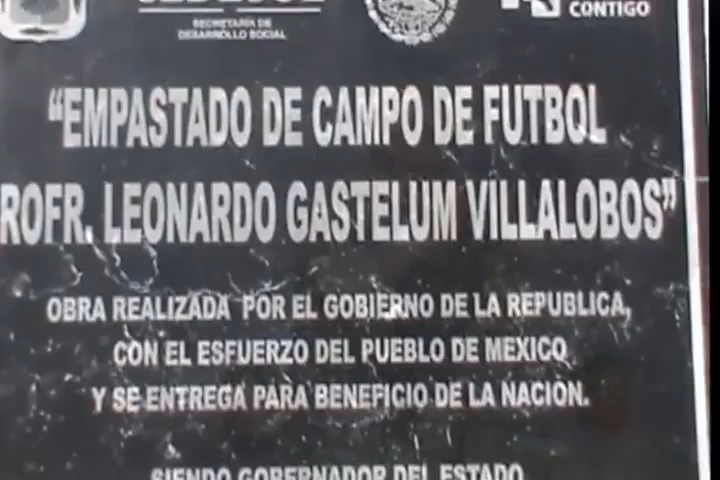 SEDESOL
SECRETARÍA DE
DESARROLLO SOCIAL
CONTIGO
“EMPASTADO DE CAMPO DE FUTBOL
ROFR. LEONARDO GASTELUM VILLALOBOS”
OBRA REALIZADA POR EL GOBIERNO DE LA REPUBLICA,
CON EL ESFUERZO DEL PUEBLO DE MEXICO
Y SE ENTREGA PARA BENEFICIO DE LA NACIÓN.
SIENDO GOBERNADOR DEL ESTADO